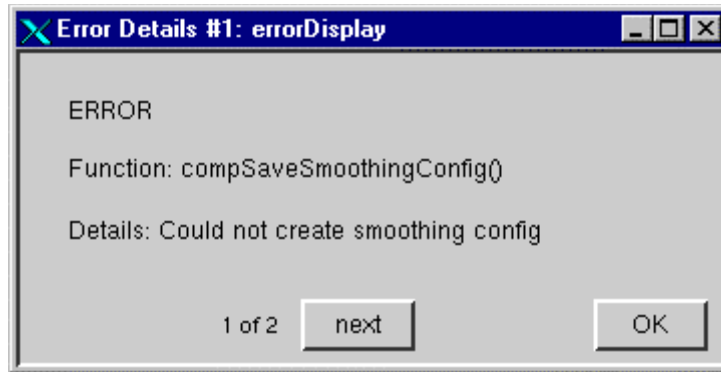 Error Details #1: errorDisplay
ERROR
Function: compSaveSmoothingConfig()
Details: Could not create smoothing config
1 of 2 next OK